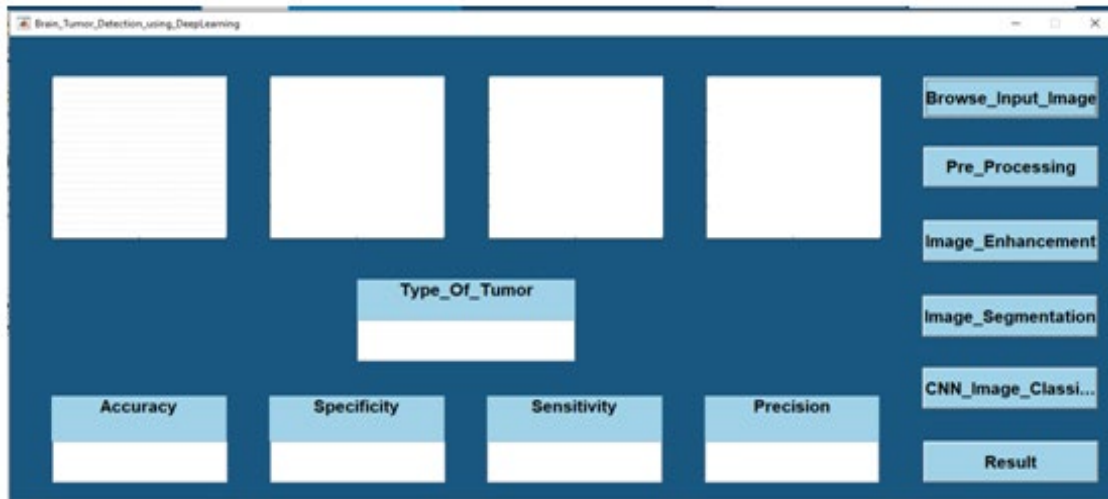 Brain_Tumor_Detection_using_DeepLearning
Browse_Input_Image
Pre_Processing
Image_Enhancement
Type_Of_Tumor
Image_Segmentation
CNN_Image_Classi...
Accuracy
Specificity
Sensitivity
Precision
Result